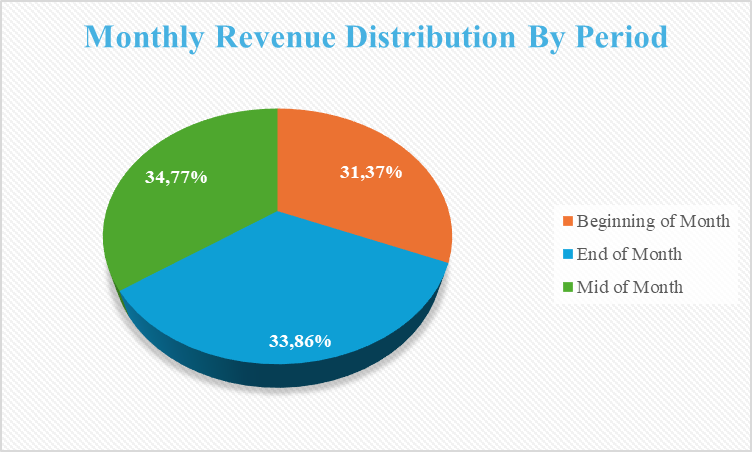 Monthly Revenue Distribution By Period
34,77%
31,37%
33,86%
Beginning of Month
End of Month
Mid of Month